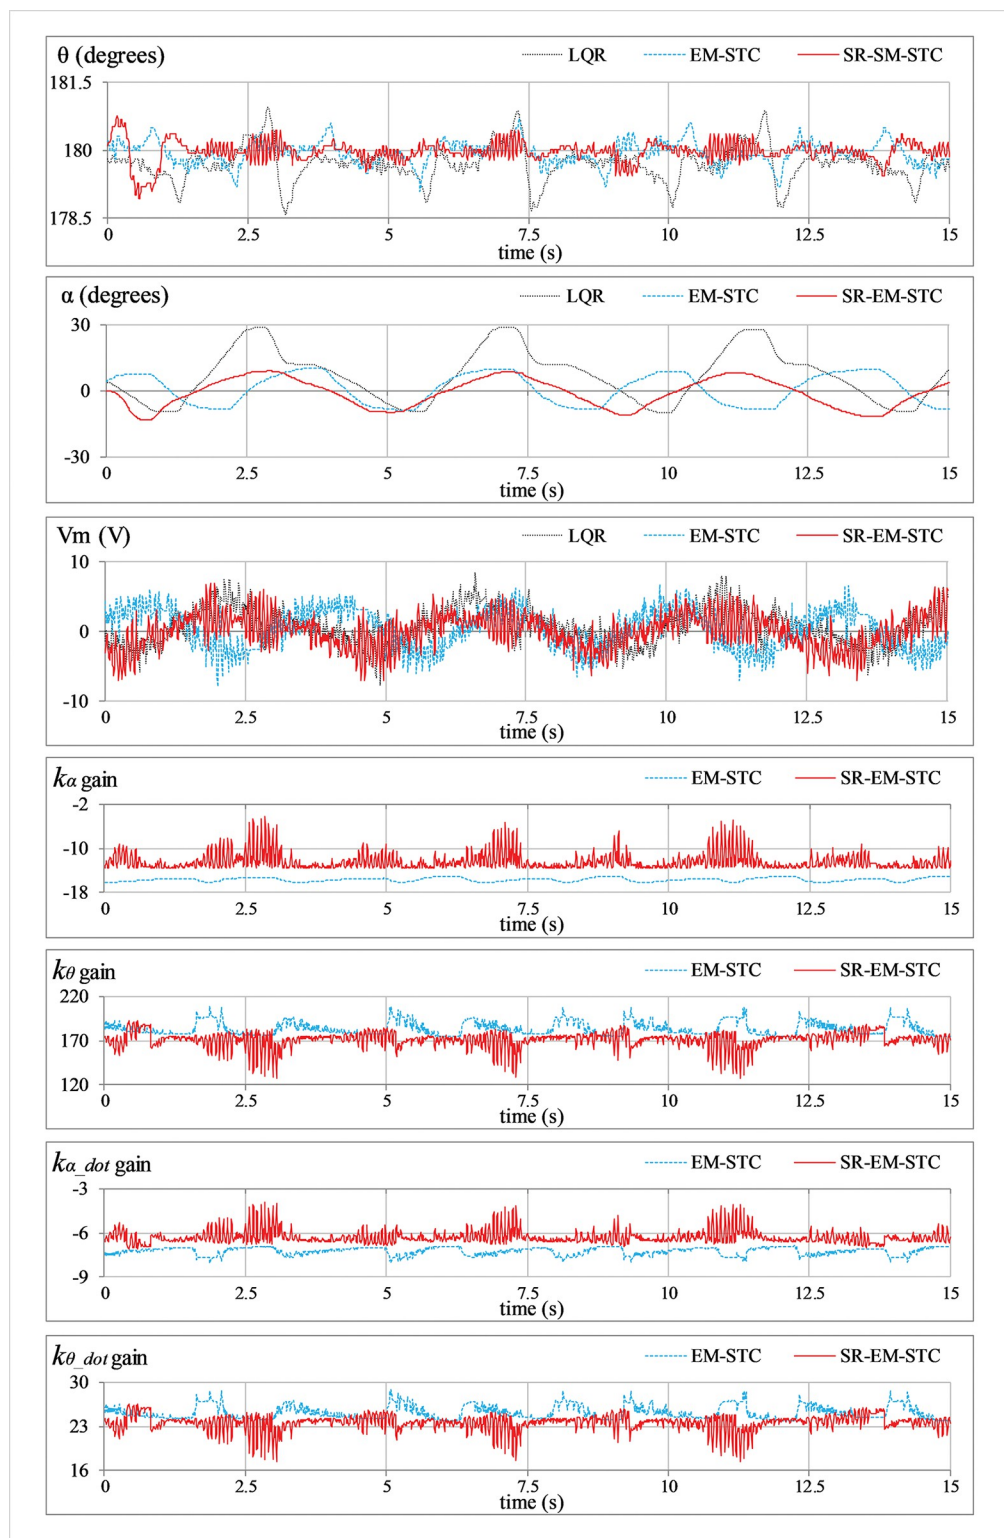 θ (degrees)
LQR EM-STC SR-SM-STC
181.5
180
178.5
0 2.5 5 7.5 10 12.5 15
time (s)
α (degrees)
LQR EM-STC SR-EM-STC
30
0
-30
0 2.5 5 7.5 10 12.5 15
time (s)
Vm (V)
LQR EM-STC SR-EM-STC
10
0
-10
0 2.5 5 7.5 10 12.5 15
time (s)
kα gain
EM-STC SR-EM-STC
-2
-10
-18
0 2.5 5 7.5 10 12.5 15
time (s)
kθ gain
EM-STC SR-EM-STC
220
170
120
0 2.5 5 7.5 10 12.5 15
time (s)
kα_dot gain
EM-STC SR-EM-STC
-3
-6
-9
0 2.5 5 7.5 10 12.5 15
time (s)
kθ_dot gain
EM-STC SR-EM-STC
30
23
16
0 2.5 5 7.5 10 12.5 15
time (s)